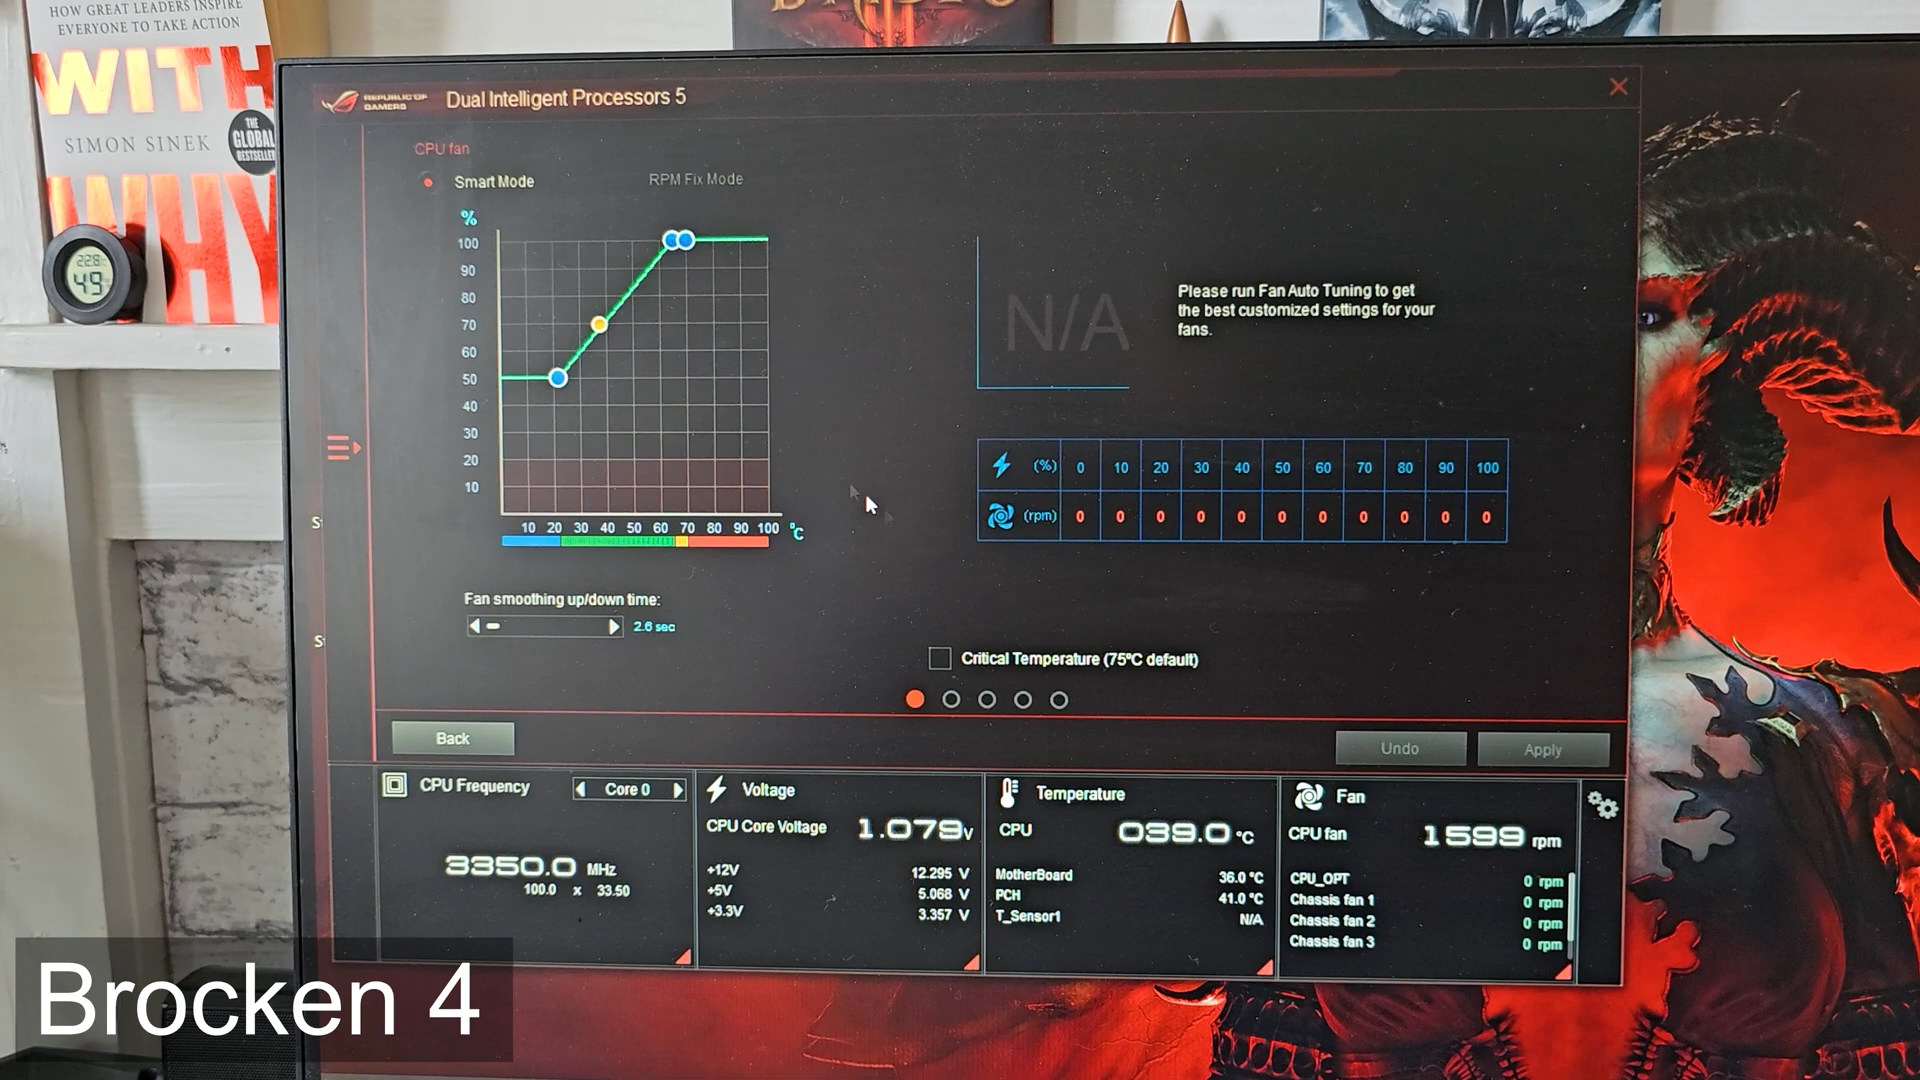 HOW GREAT LEADERS INSPIRE
EVERYONE TO TAKE ACTION
WITH
SIMON SINEK
THE
GLOBAL
BESTSELLER
WHY
22.8
49
REPUBLIC OF
GAMERS
Dual Intelligent Processors 5
CPU fan
Smart Mode
RPM Fix Mode
%
100
90
80
70
60
50
40
30
20
10
10 20 30 40 50 60 70 80 90 100 °C
N/A
Please run Fan Auto Tuning to get
the best customized settings for your
fans.
(%) 0 10 20 30 40 50 60 70 80 90 100
(rpm) 0 0 0 0 0 0 0 0 0 0 0
Fan smoothing up/down time:
2.6 sec
Critical Temperature (75°C default)
Back
Undo
Apply
CPU Frequency
Core 0
3350.0 MHz
100.0 x 33.50
Voltage
CPU Core Voltage 1.079 V
+12V 12.295 V
+5V 5.068 V
+3.3V 3.357 V
Temperature
CPU 039.0 °C
MotherBoard 36.0 °C
PCH 41.0 °C
T_Sensor1 N/A
Fan
CPU fan 1599 rpm
CPU_OPT 0 rpm
Chassis fan 1 0 rpm
Chassis fan 2 0 rpm
Chassis fan 3 0 rpm
Brocken 4